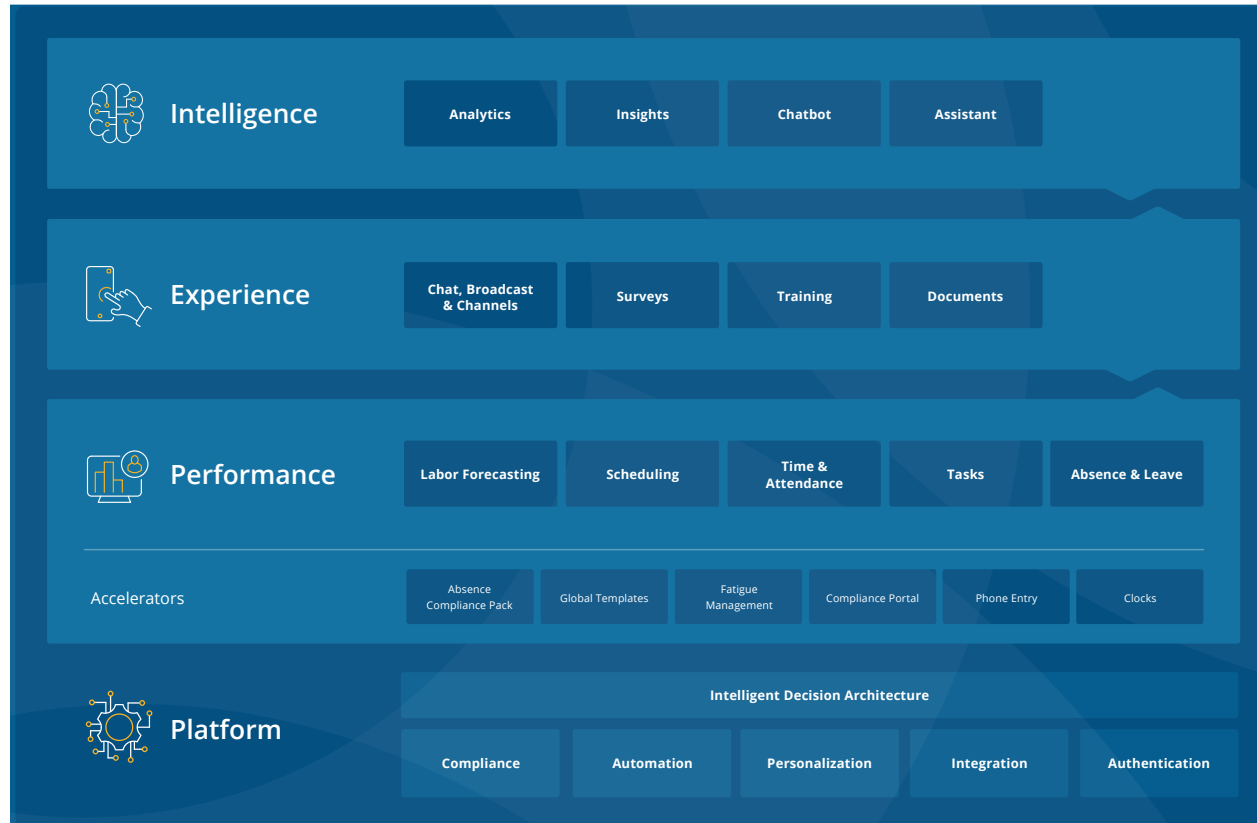 Intelligence
Analytics
Insights
Chatbot
Assistant
Experience
Chat, Broadcast
& Channels
Surveys
Training
Documents
Performance
Labor Forecasting
Scheduling
Time &
Attendance
Tasks
Absence & Leave
Accelerators
Absence
Compliance Pack
Global Templates
Fatigue
Management
Compliance Portal
Phone Entry
Clocks
Platform
Intelligent Decision Architecture
Compliance
Automation
Personalization
Integration
Authentication